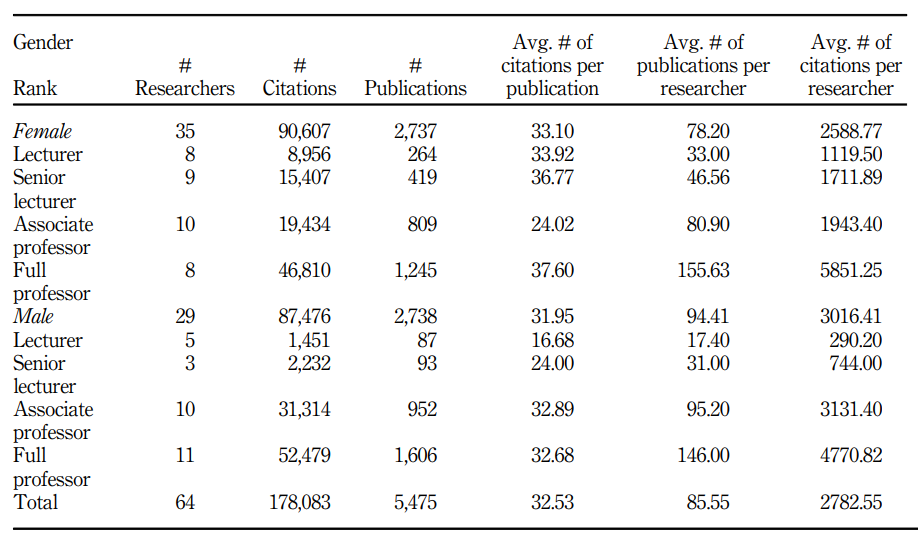 Gender Avg. # of Avg. # of Avg. # of
# # # citations per publications per citations per
Rank Researchers Citations Publications publication researcher researcher
Female 35 90,607 2,737 33.10 78.20 2588.77
Lecturer 8 8,956 264 33.92 33.00 1119.50
Senior 9 15,407 419 36.77 46.56 1711.89
lecturer
Associate 10 19,434 809 24.02 80.90 1943.40
professor
Full 8 46,810 1,245 37.60 155.63 5851.25
professor
Male 29 87,476 2,738 31.95 94.41 3016.41
Lecturer 5 1,451 87 16.68 17.40 290.20
Senior 3 2,232 93 24.00 31.00 744.00
lecturer
Associate 10 31,314 952 32.89 95.20 3131.40
professor
Full 11 52,479 1,606 32.68 146.00 4770.82
professor
Total 64 178,083 5,475 32.53 85.55 2782.55